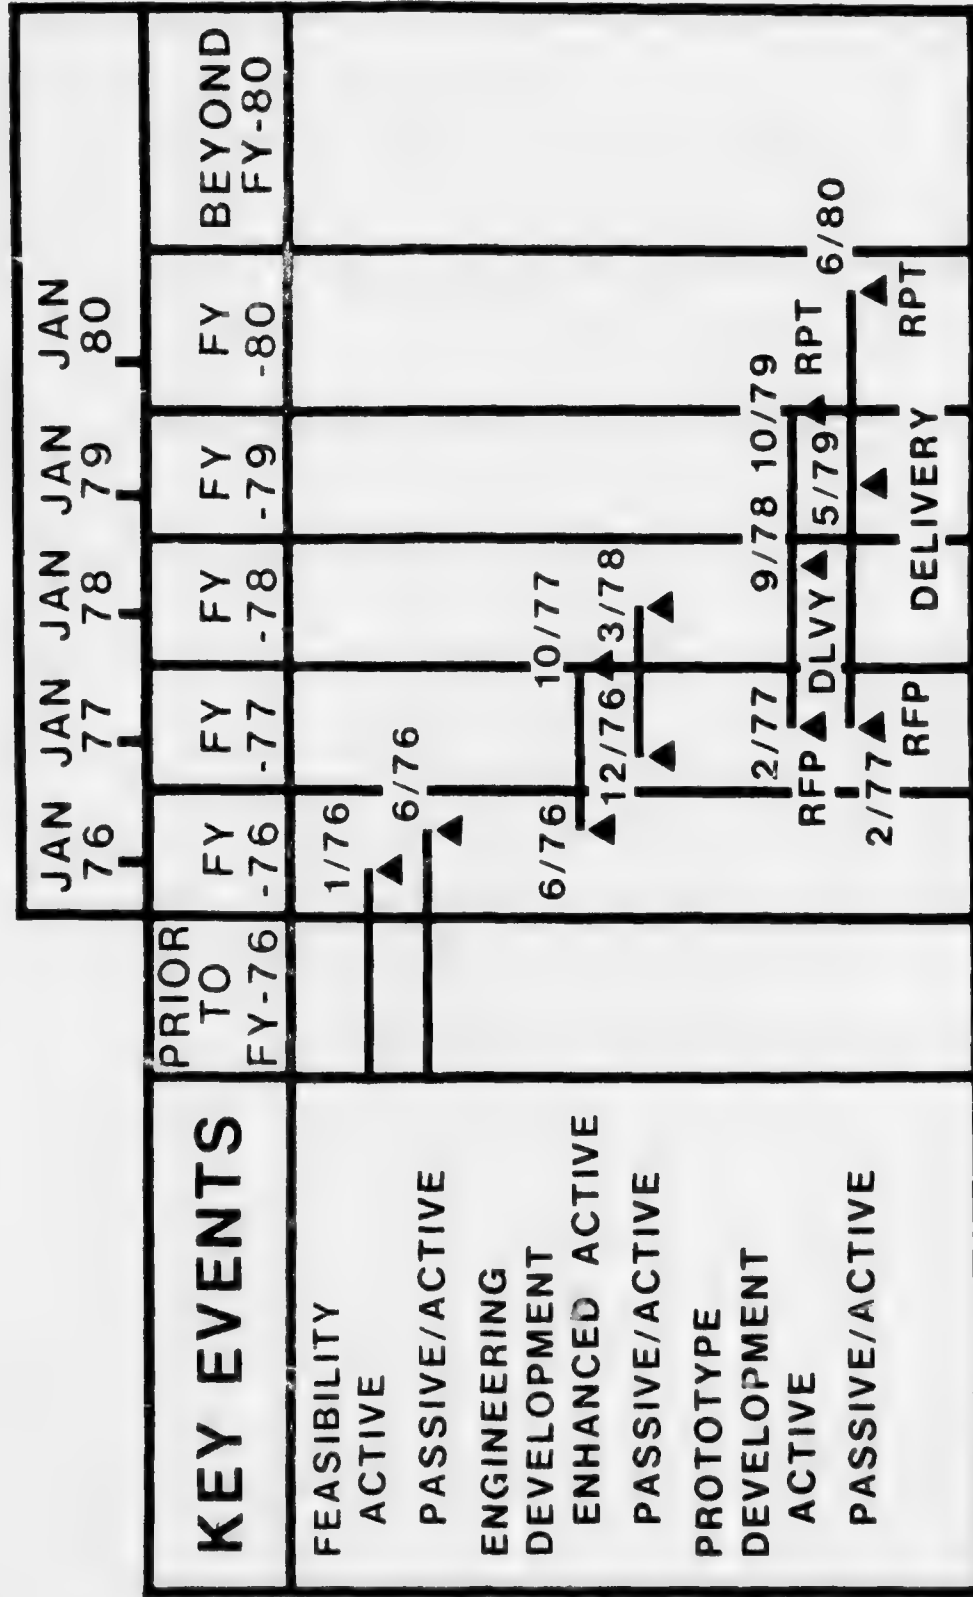 JAN JAN JAN JAN JAN
76 77 78 79 80
KEY EVENTS
PRIOR
TO
FY-76
FY
-76
FY
-77
FY
-78
FY
-79
FY
-80
BEYOND
FY-80
FEASIBILITY
ACTIVE
1/76
PASSIVE/ACTIVE
6/76
ENGINEERING
DEVELOPMENT
ENHANCED ACTIVE
6/76
10/77
PASSIVE/ACTIVE
12/76
3/78
PROTOTYPE
DEVELOPMENT
ACTIVE
2/77
9/78
10/79
RFP
DLVY
RPT
PASSIVE/ACTIVE
2/77
5/79
6/80
RFP
DELIVERY
RPT